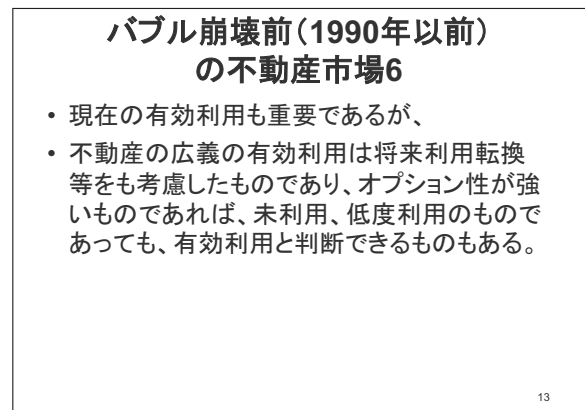 バブル崩壊前（1990年以前）
の不動産市場6
• 現在の有効利用も重要であるが、
• 不動産の広義の有効利用は将来利用転換
等をも考慮したものであり、オプション性が強
いものであれば、未利用、低度利用のもので
あっても、有効利用と判断できるものもある。
13